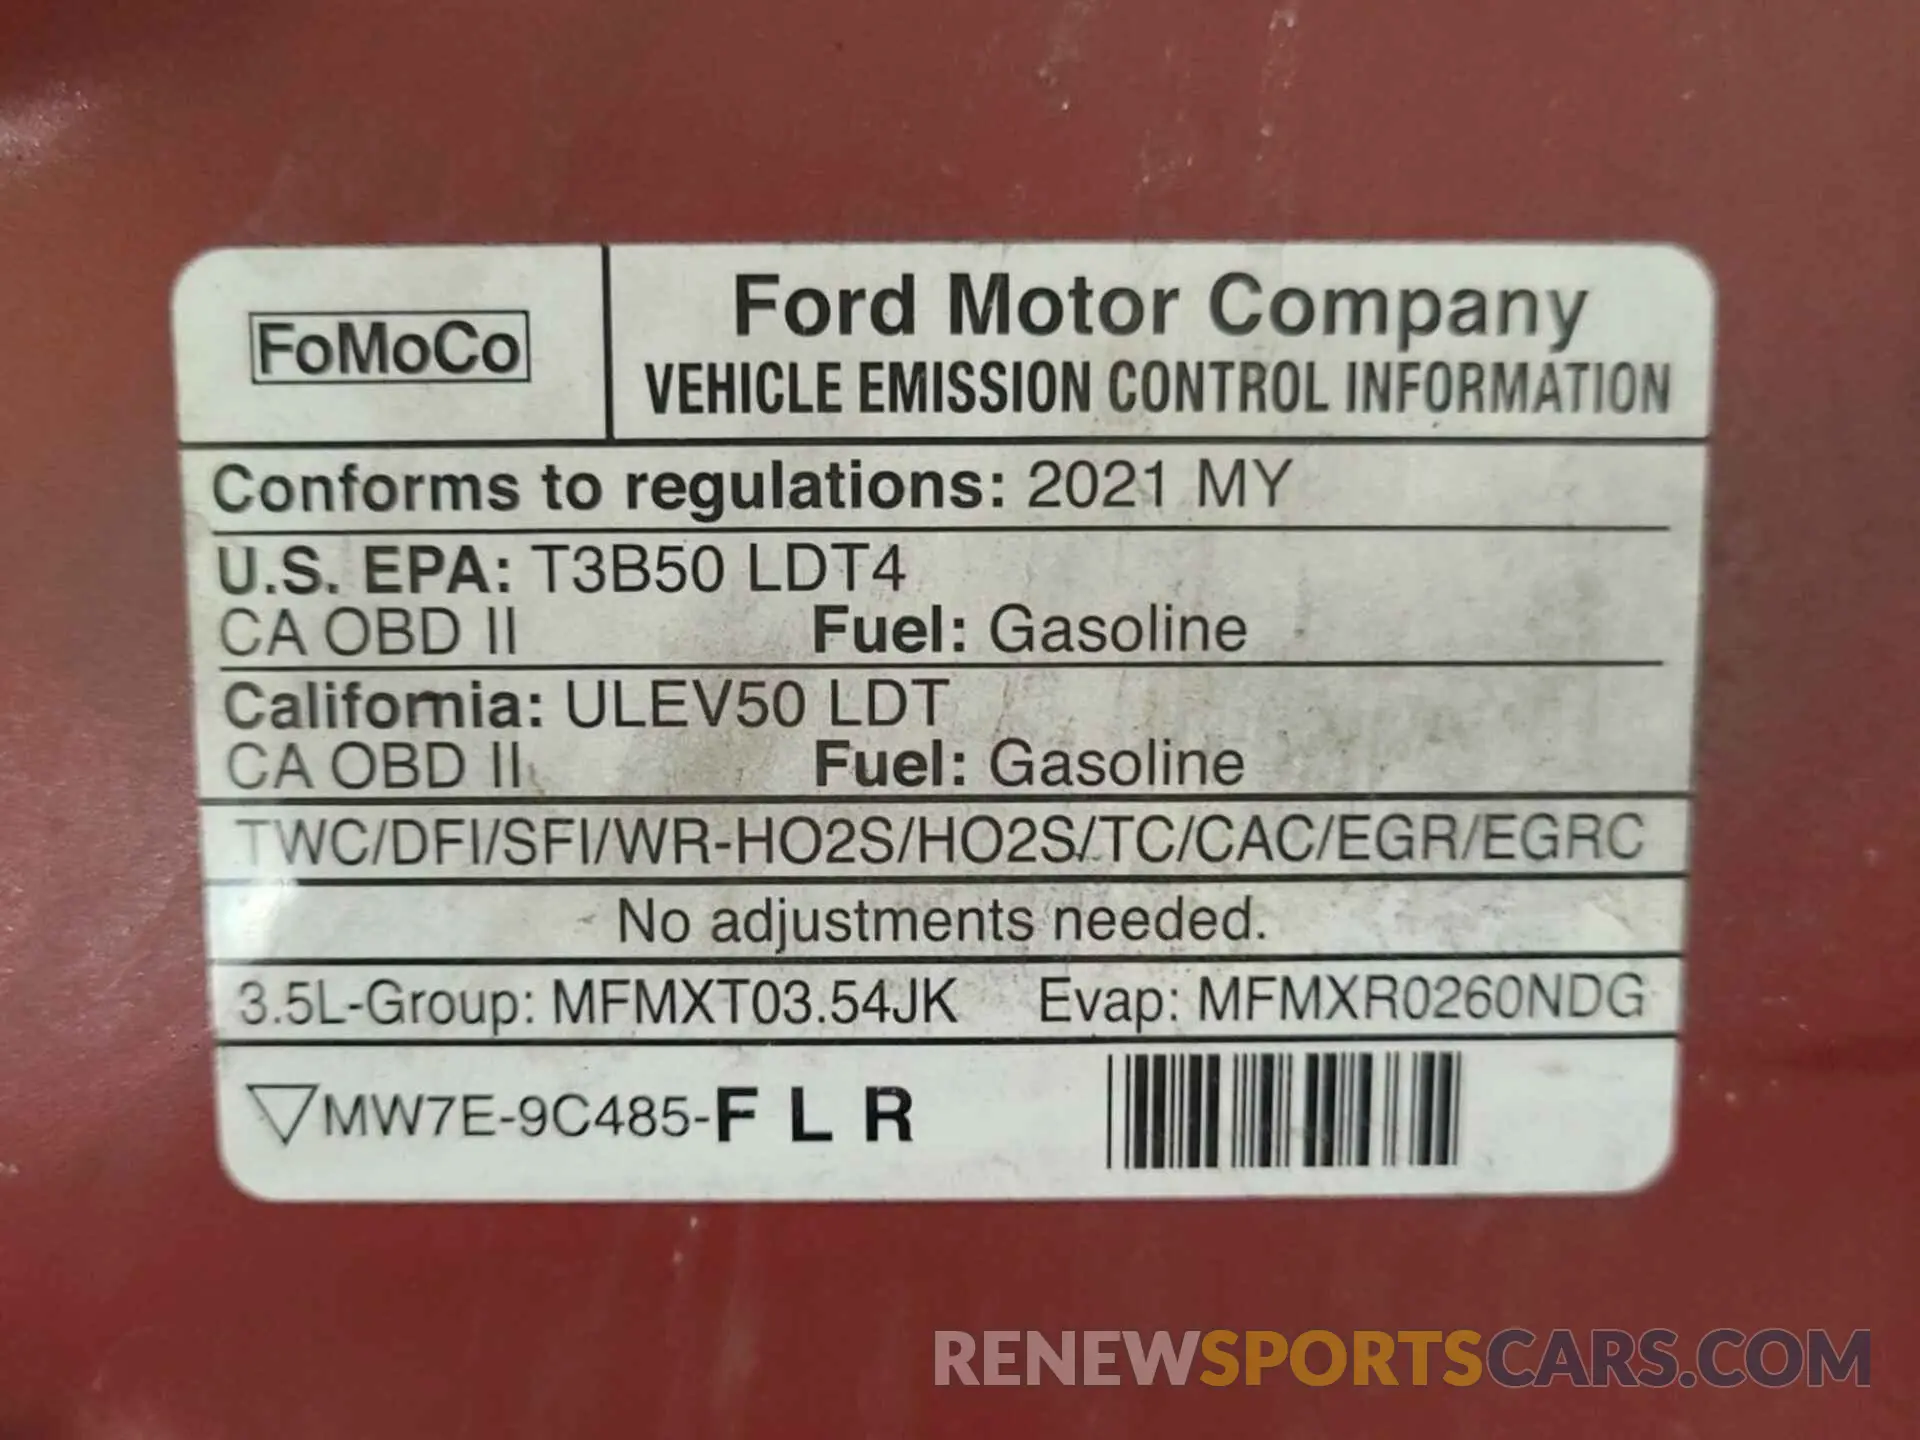 FoMoCo
Ford Motor Company
VEHICLE EMISSION CONTROL INFORMATION
Conforms to regulations: 2021 MY
U.S. EPA: T3B50 LDT4
CA OBD II Fuel: Gasoline
California: ULEV50 LDT
CA OBD II Fuel: Gasoline
TWC/DFI/SFI/WR-HO2S/HO2S/TC/CAC/EGR/EGRC
No adjustments needed.
3.5L-Group: MFMXT03.54JK Evap: MFMXR0260NDG
▽MW7E-9C485-F L R
RENEWSPORTSCARS.COM